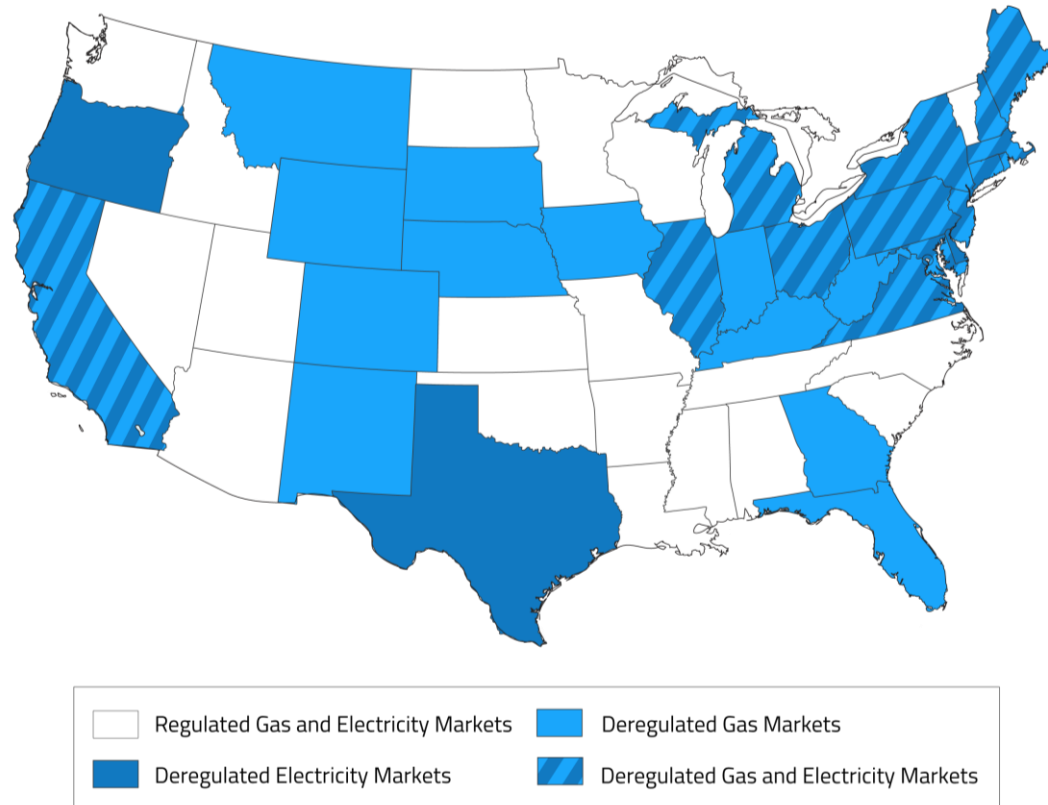 Regulated Gas and Electricity Markets
Deregulated Gas Markets
Deregulated Electricity Markets
Deregulated Gas and Electricity Markets